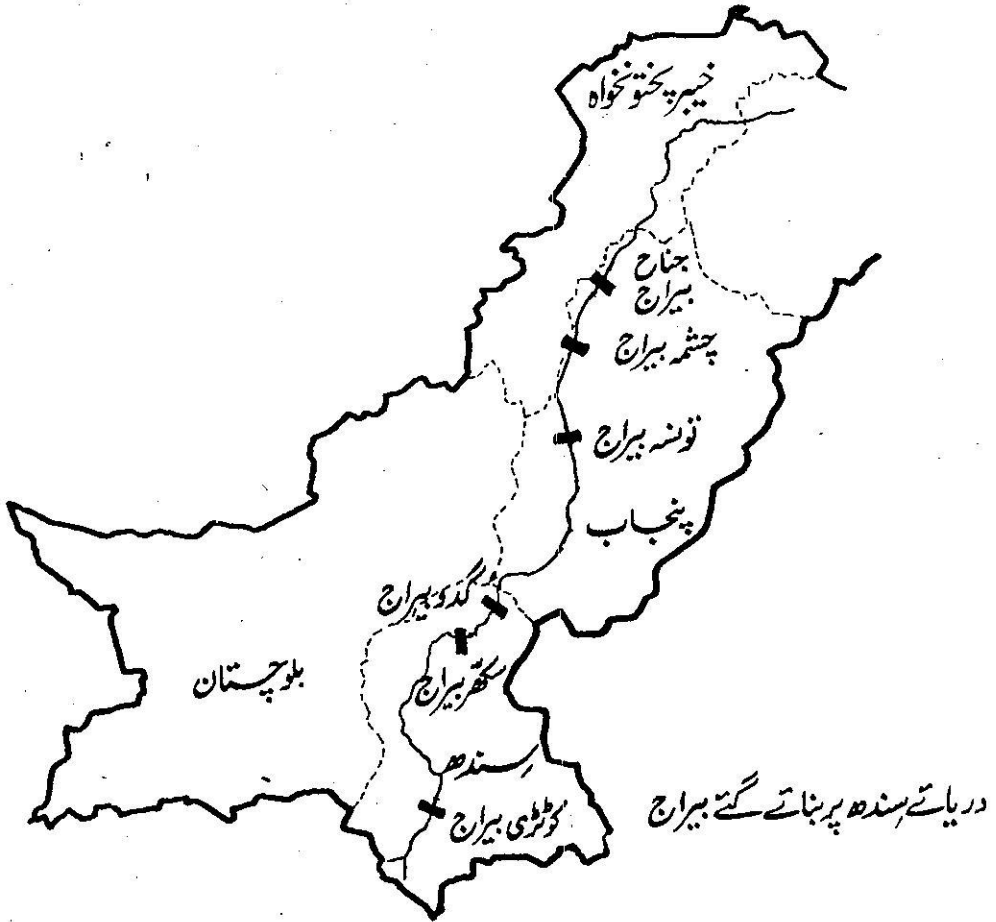 خیبر پختونخواہ
جناح
بیراج
چشمہ بیراج
تونسہ بیراج
پنجاب
گدو بیراج
سکھر بیراج
بلوچستان
سندھ
کوٹری بیراج
دریائے سندھ پر بنائے گئے بیراج